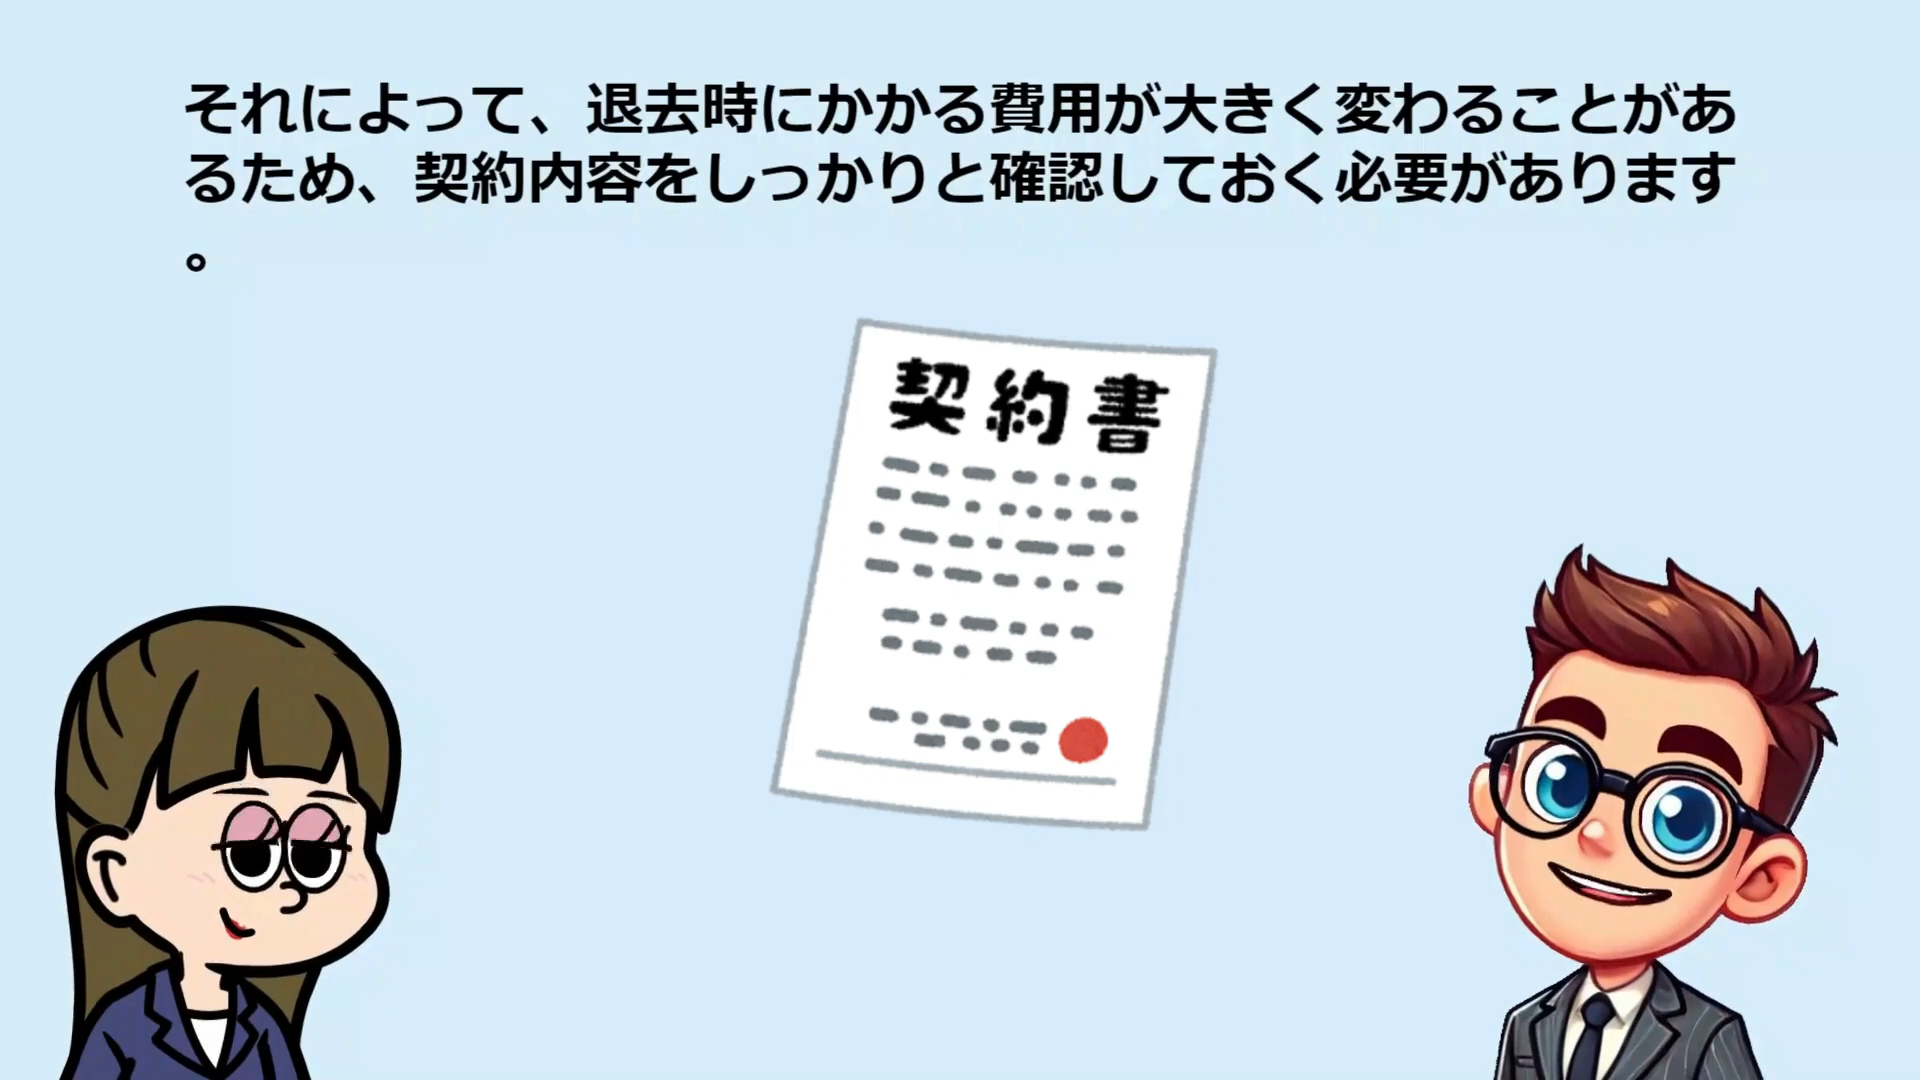 それによって、退去時にかかる費用が大きく変わることがあ
るため、契約内容をしっかりと確認しておく必要があります
。
契約書